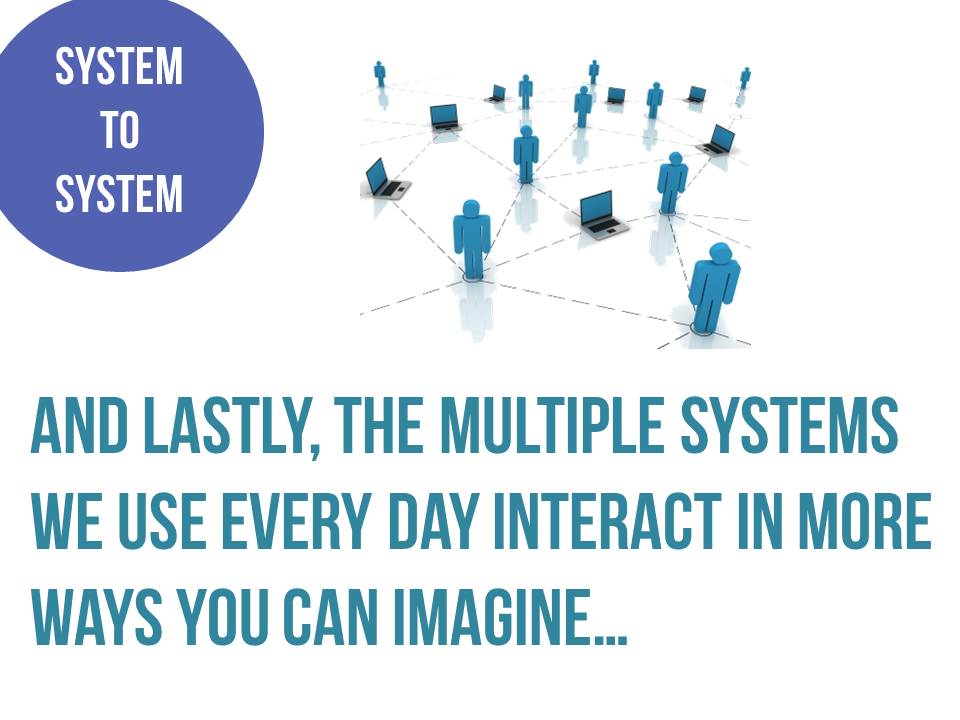 SYSTEM
TO
SYSTEM
AND LASTLY, THE MULTIPLE SYSTEMS
WE USE EVERY DAY INTERACT IN MORE
WAYS YOU CAN IMAGINE...